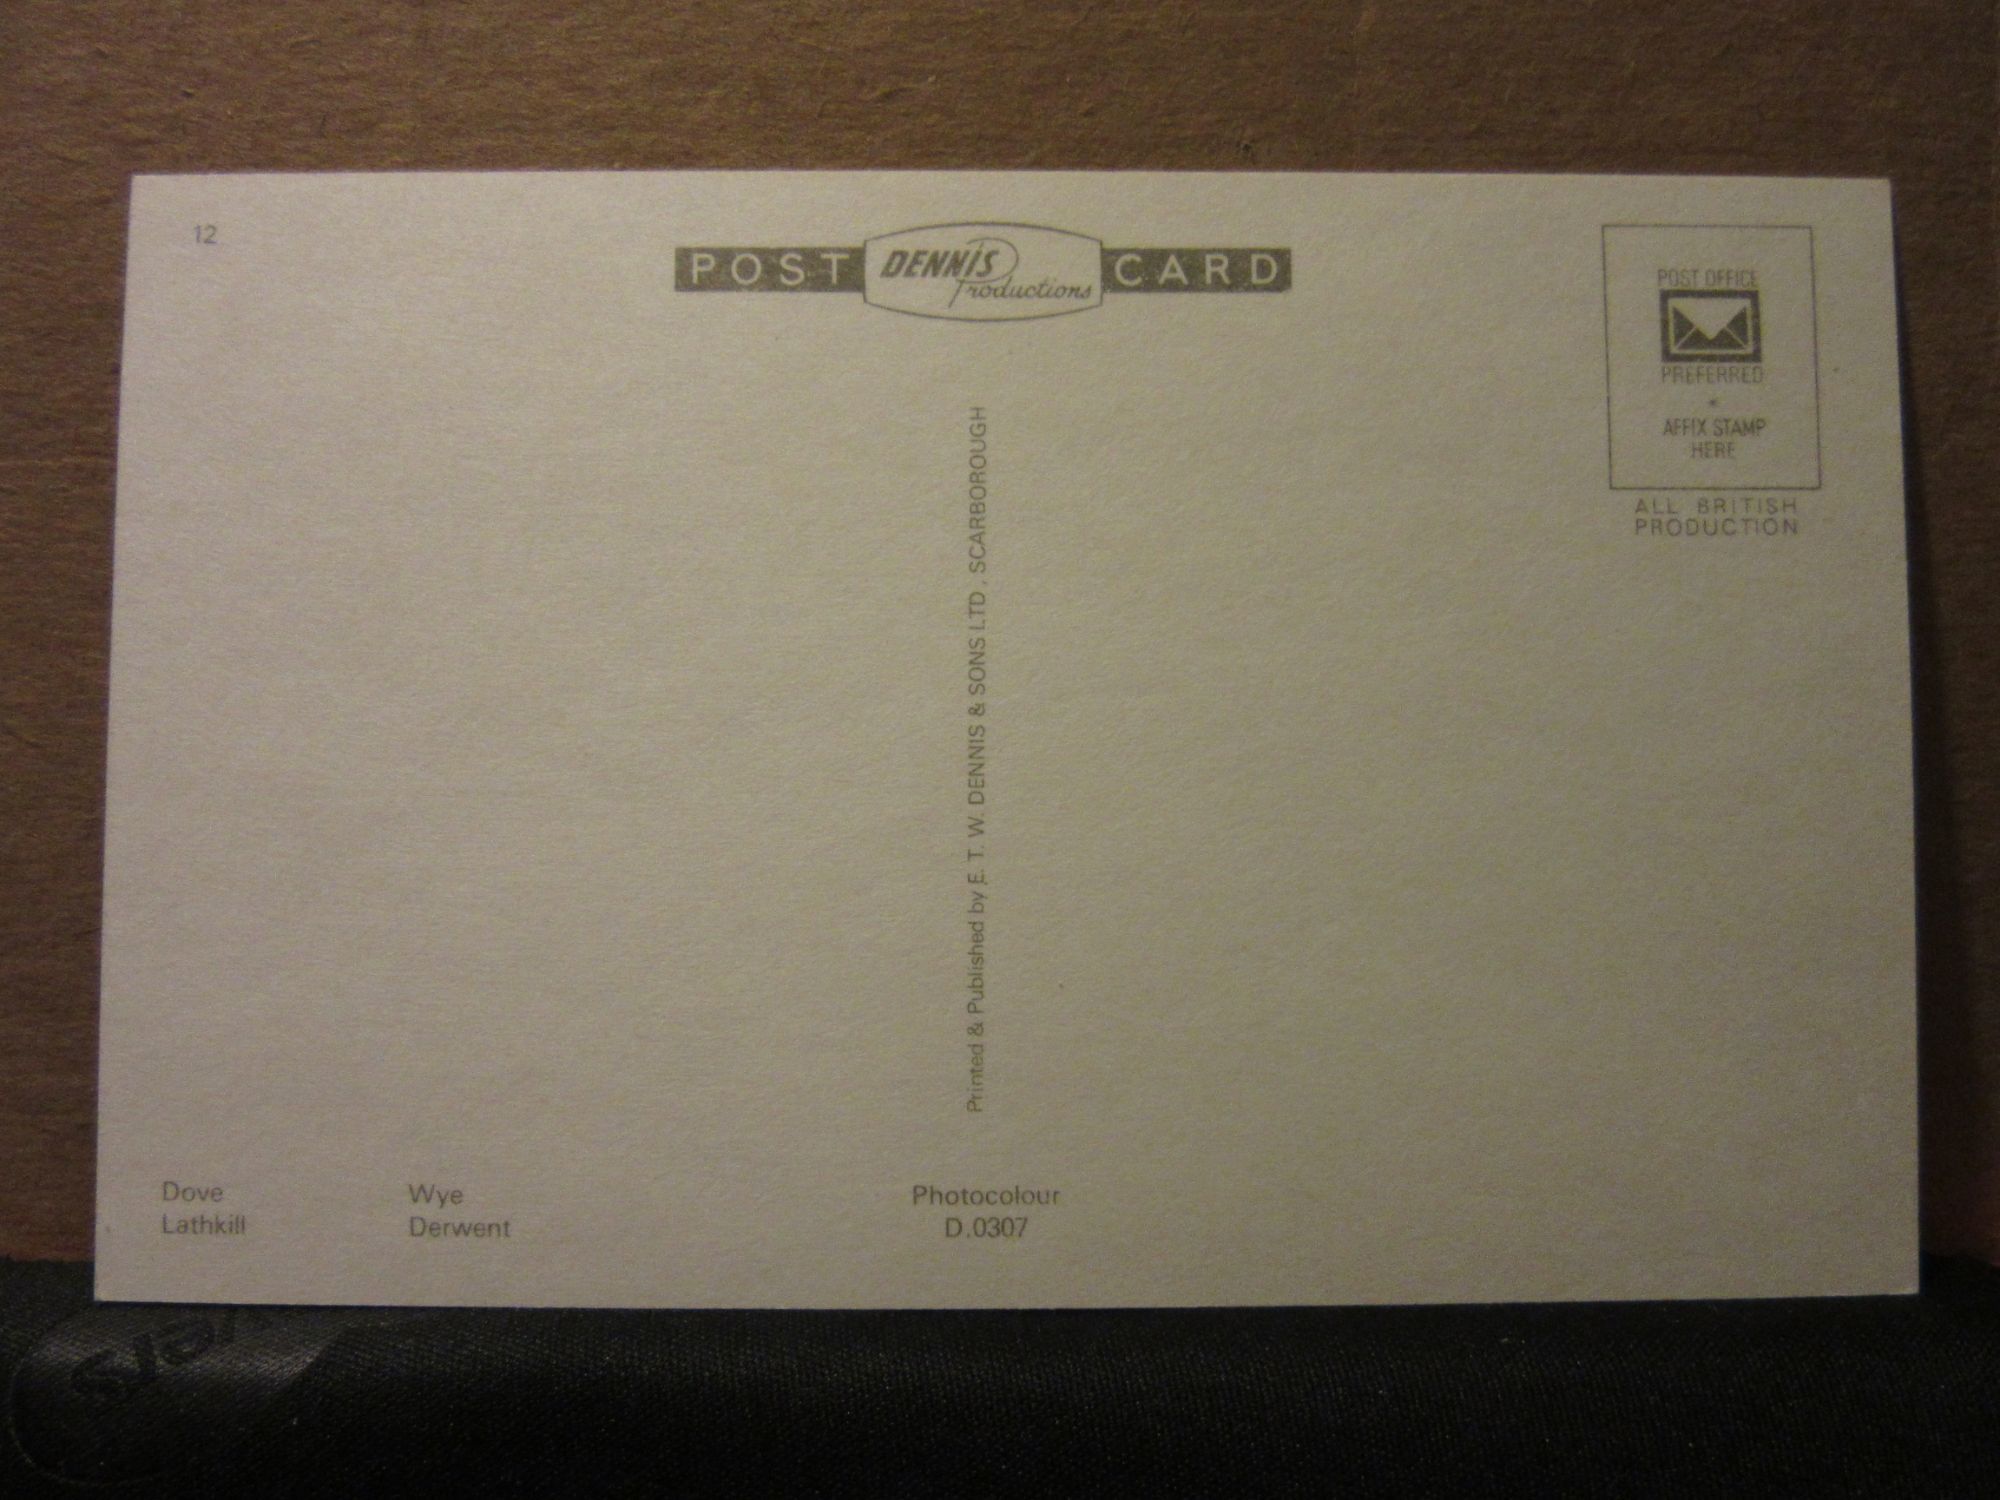 12
POST DENNIS Productions CARD
POST OFFICE
PREFERRED
*
AFFIX STAMP
HERE
ALL BRITISH
PRODUCTION
Printed & Published by E. T. W. DENNIS & SONS LTD., SCARBOROUGH
Dove Wye
Lathkill Derwent
Photocolour
D.0307